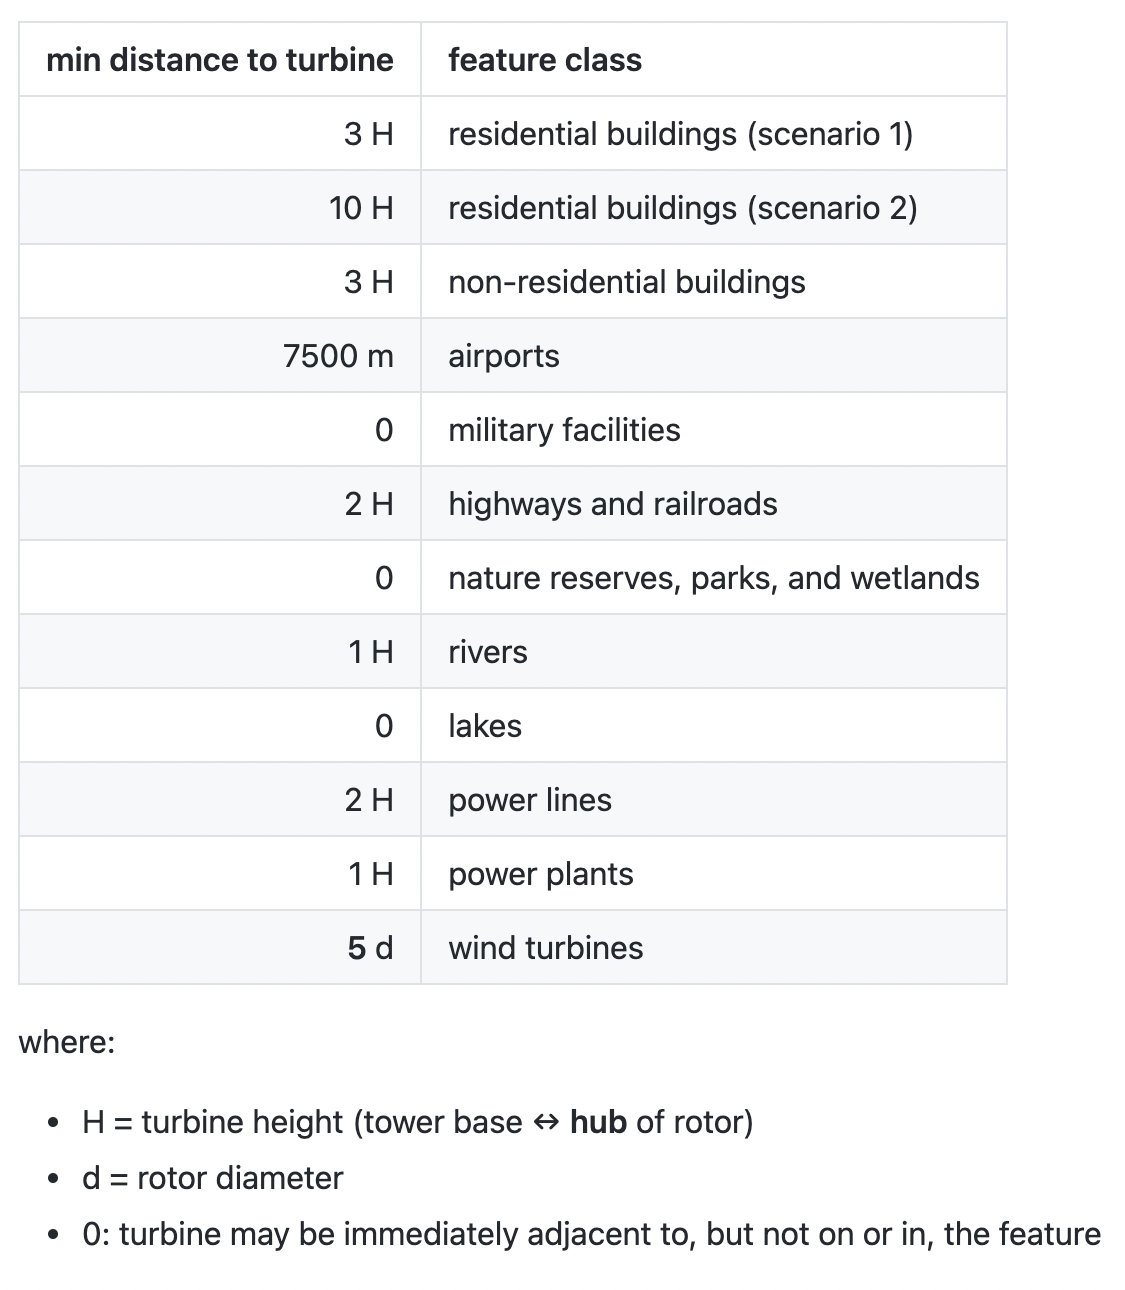 min distance to turbine feature class
3 H residential buildings (scenario 1)
10 H residential buildings (scenario 2)
3 H non-residential buildings
7500 m airports
0 military facilities
2 H highways and railroads
0 nature reserves, parks, and wetlands
1 H rivers
0 lakes
2 H power lines
1 H power plants
5 d wind turbines
where:
• H = turbine height (tower base ↔ hub of rotor)
• d = rotor diameter
• 0: turbine may be immediately adjacent to, but not on or in, the feature